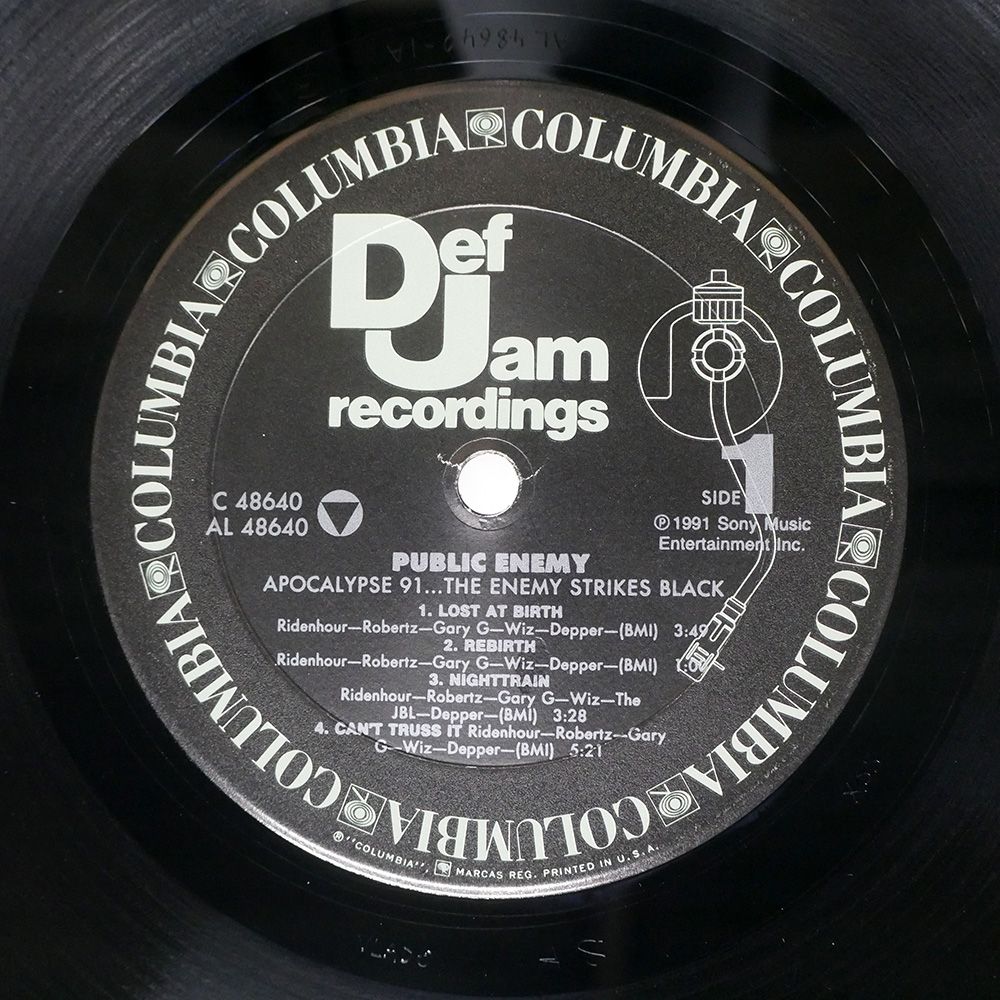 AL 48640-1A
COLUMBIA COLUMBIA COLUMBIA COLUMBIA COLUMBIA COLUMBIA COLUMBIA COLUMBIA COLUMBIA
Def
Jam
recordings
C 48640
AL 48640
SIDE 1
℗ 1991 Sony Music
Entertainment Inc.
PUBLIC ENEMY
APOCALYPSE 91...THE ENEMY STRIKES BLACK
1. LOST AT BIRTH
Ridenhour—Robertz—Gary G—Wiz—Depper—(BMI) 3:49
2. REBIRTH
Ridenhour—Robertz—Gary G—Wiz—Depper—(BMI)
3. NIGHTTRAIN
Ridenhour—Robertz—Gary G—Wiz—The
JBL—Depper—(BMI) 3:28
4. CAN'T TRUSS IT Ridenhour—Robertz—Gary
G—Wiz—Depper—(BMI) 5:21
® "COLUMBIA", MARCAS REG. PRINTED IN U.S.A.